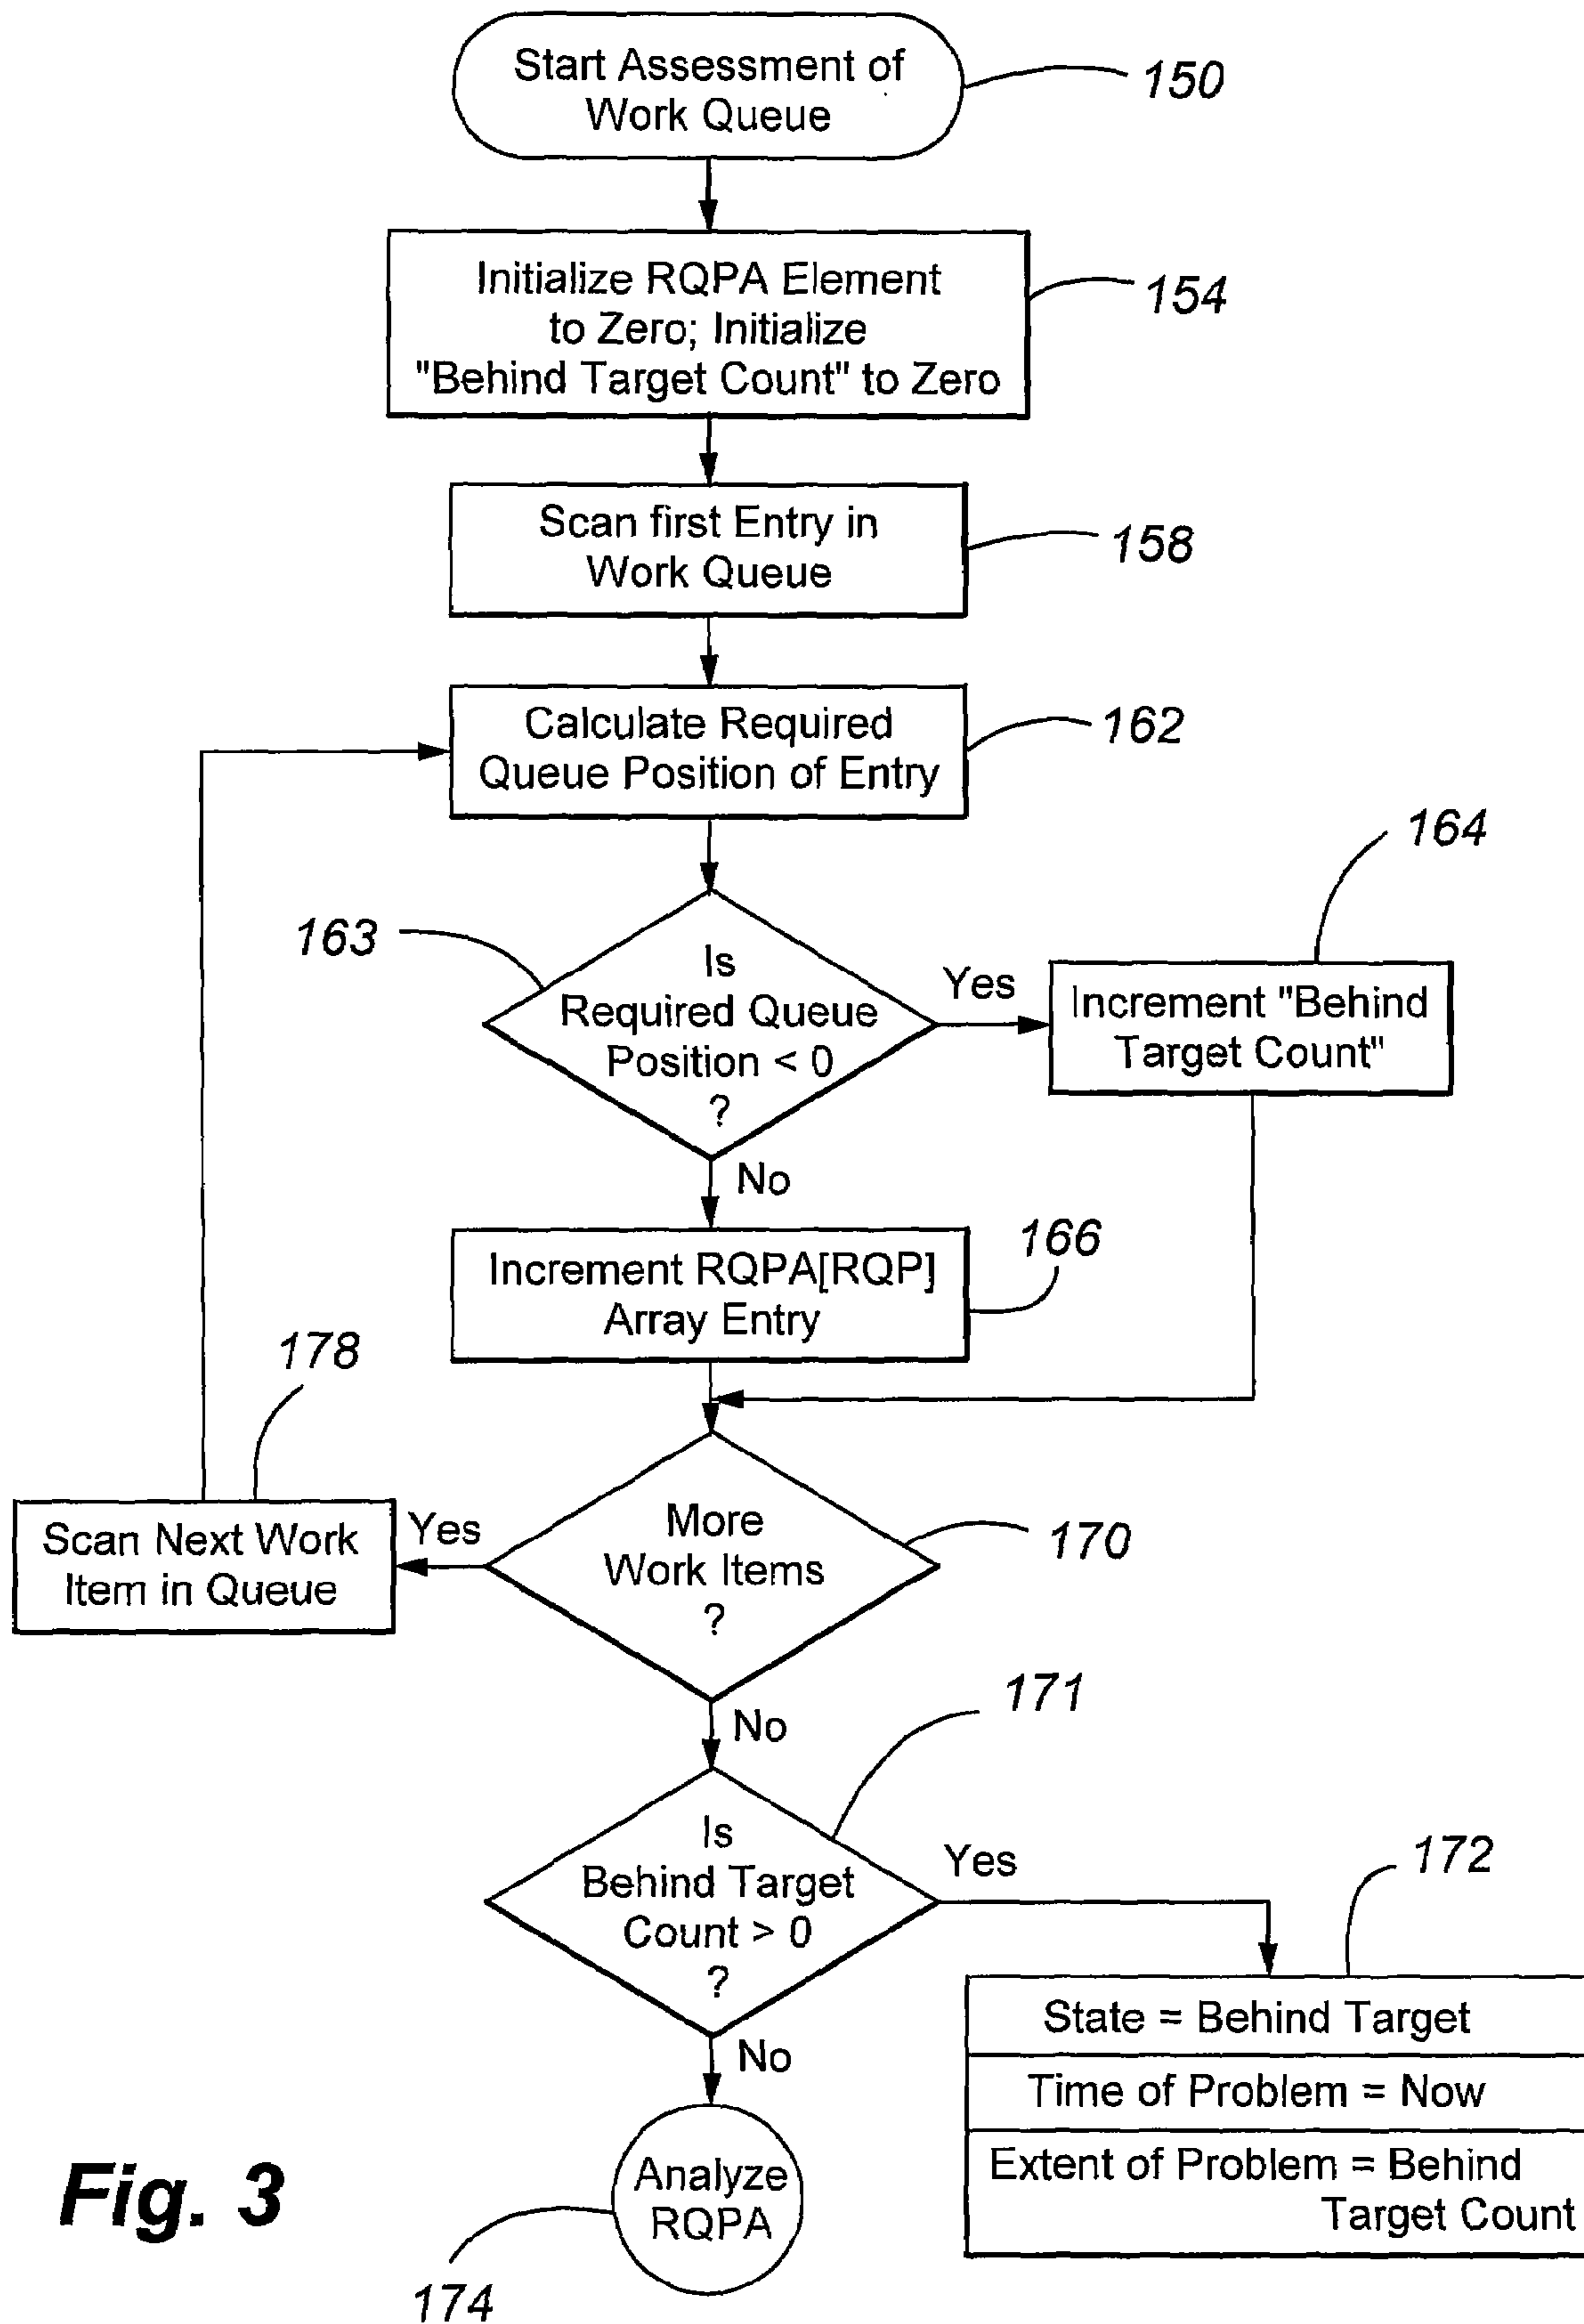 Start Assessment of
Work Queue
150
Initialize RQPA Element
to Zero; Initialize
"Behind Target Count" to Zero
154
Scan first Entry in
Work Queue
158
Calculate Required
Queue Position of Entry
162
164
163
Is
Required Queue
Position < 0
?
Yes
Increment "Behind
Target Count"
No
Increment RQPA[RQP]
Array Entry
166
178
Scan Next Work
Item in Queue
Yes
More
Work Items
?
170
No
171
Is
Behind Target
Count > 0
?
Yes
172
State = Behind Target
Time of Problem = Now
Extent of Problem = Behind
Target Count
No
Analyze
RQPA
174
Fig. 3